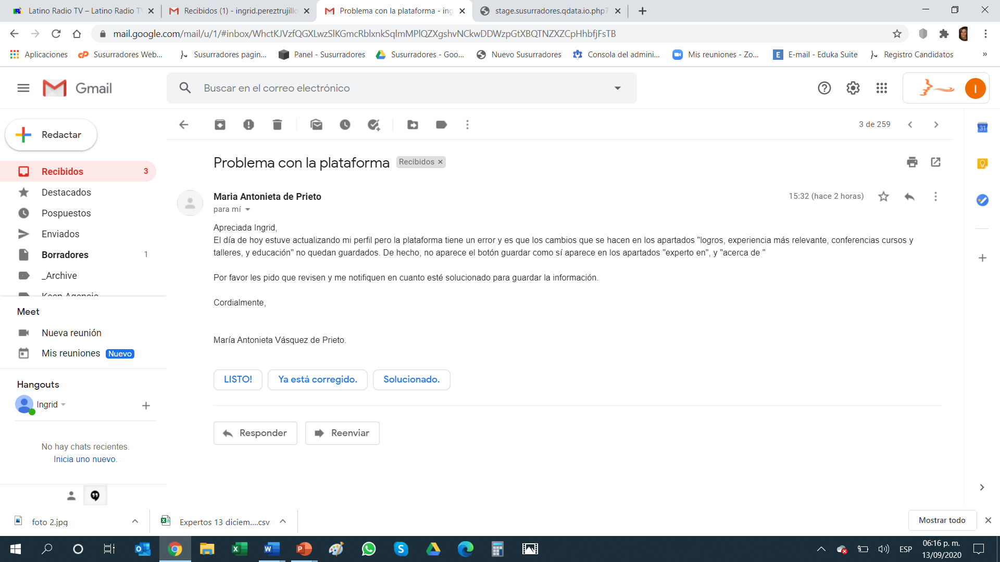 Latino Radio TV – Latino Radio TV
Recibidos (1) - ingrid.pereztrujillo
Problema con la plataforma - ing
stage.susurradores.qdata.io.php7
mail.google.com/mail/u/1/#inbox/WhctKJVzfQGXLwzSlKGmcRblxnkSqlmMPlQZXgshvNCkwDDWzpGtXBQTNZXZCpHhbfjFsTB
Aplicaciones
Susurradores Web...
Susurradores pagin...
Panel - Susurradores
Susurradores - Goo...
Nuevo Susurradores
Consola del admini...
Mis reuniones - Zo...
E-mail - Eduka Suite
Registro Candidatos
»
Gmail
Buscar en el correo electrónico
I
Redactar
3 de 259
31
Problema con la plataforma
Recibidos
Recibidos 3
Destacados
Pospuestos
Enviados
Borradores 1
_Archive
Keep Agencie
Maria Antonieta de Prieto
15:32 (hace 2 horas)
para mí
Apreciada Ingrid,
El día de hoy estuve actualizando mi perfil pero la plataforma tiene un error y es que los cambios que se hacen en los apartados "logros, experiencia más relevante, conferencias cursos y
talleres, y educación" no quedan guardados. De hecho, no aparece el botón guardar como sí aparece en los apartados "experto en", y "acerca de "
Por favor les pido que revisen y me notifiquen en cuanto esté solucionado para guardar la información.
Cordialmente,
María Antonieta Vásquez de Prieto.
LISTO!
Ya está corregido.
Solucionado.
Responder
Reenviar
Meet
Nueva reunión
Mis reuniones Nuevo
Hangouts
Ingrid
No hay chats recientes.
Inicia uno nuevo.
foto 2.jpg
Expertos 13 diciem....csv
Mostrar todo
ESP
06:16 p. m.
13/09/2020